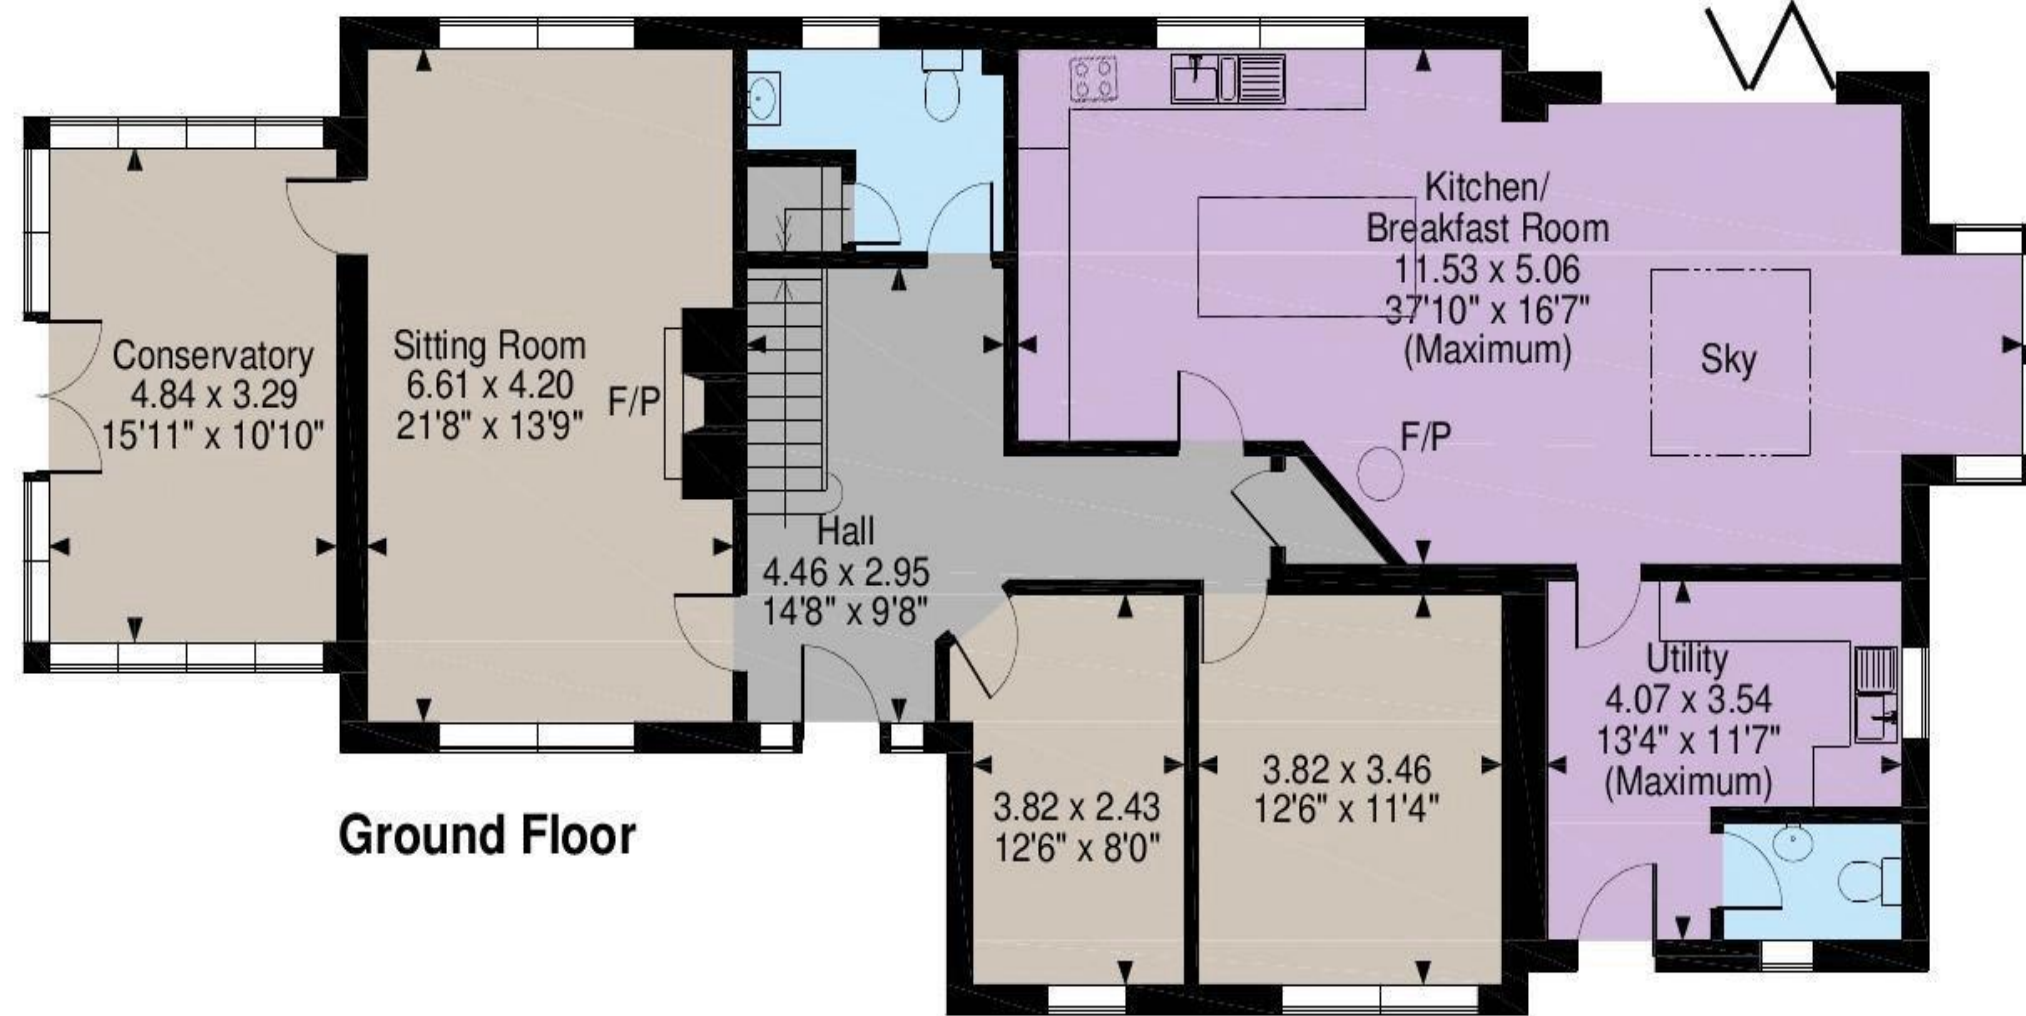 Conservatory
4.84 x 3.29
15'11" x 10'10"
Sitting Room
6.61 x 4.20
21'8" x 13'9"
F/P
Hall
4.46 x 2.95
14'8" x 9'8"
Kitchen/
Breakfast Room
11.53 x 5.06
37'10" x 16'7"
(Maximum)
Sky
F/P
Utility
4.07 x 3.54
13'4" x 11'7"
(Maximum)
3.82 x 2.43
12'6" x 8'0"
3.82 x 3.46
12'6" x 11'4"
Ground Floor